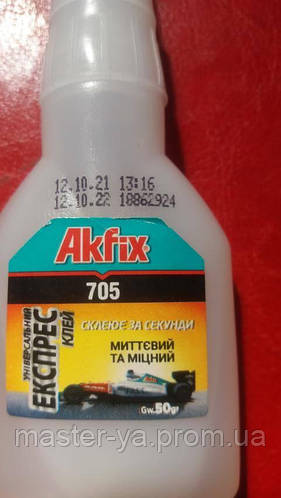 12.10.21 13:16
12.10.22 18862924
Akfix
705
УНІВЕРСАЛЬНИЙ
ЕКСПРЕС
КЛЕЙ
СКЛЕЮЄ ЗА СЕКУНДИ
МИТТЄВИЙ
ТА МІЦНИЙ
Gw.50gr
master-ya.prom.ua